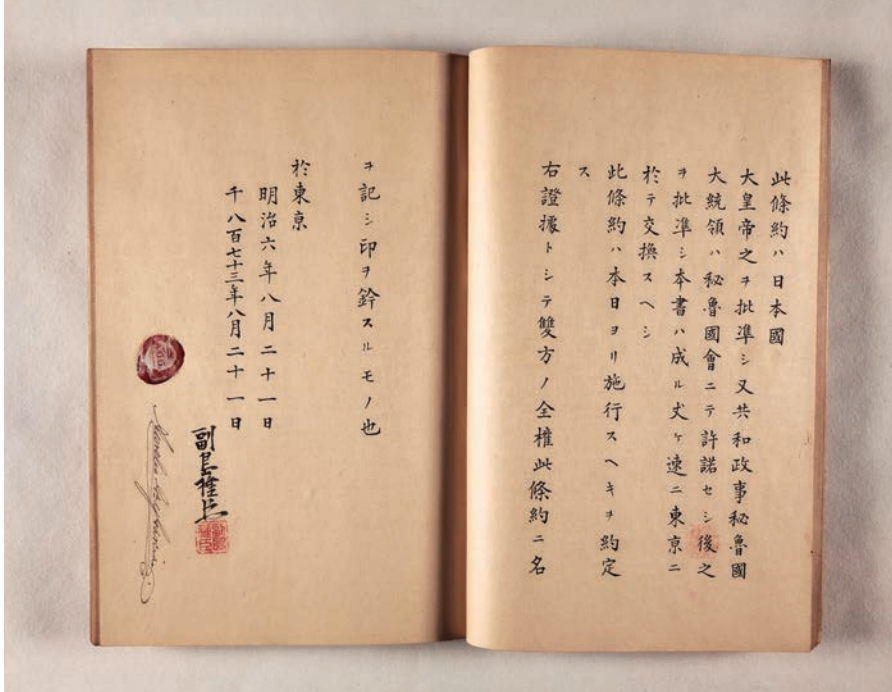 此條約ハ日本國
大皇帝之ヲ批準シ又共和政事秘魯國
大統領ハ秘魯國會ニテ許諾セシ後之
ヲ批準シ本書ハ成ル丈ケ速ニ東京ニ
於テ交換スヘシ
此條約ハ本日ヨリ施行スヘキヲ約定
ス
右證據トシテ雙方ノ全權此條約ニ名
ヲ記シ印ヲ鈐スルモノ也
於東京
明治六年八月二十一日
千八百七十三年八月二十一日
副島種臣